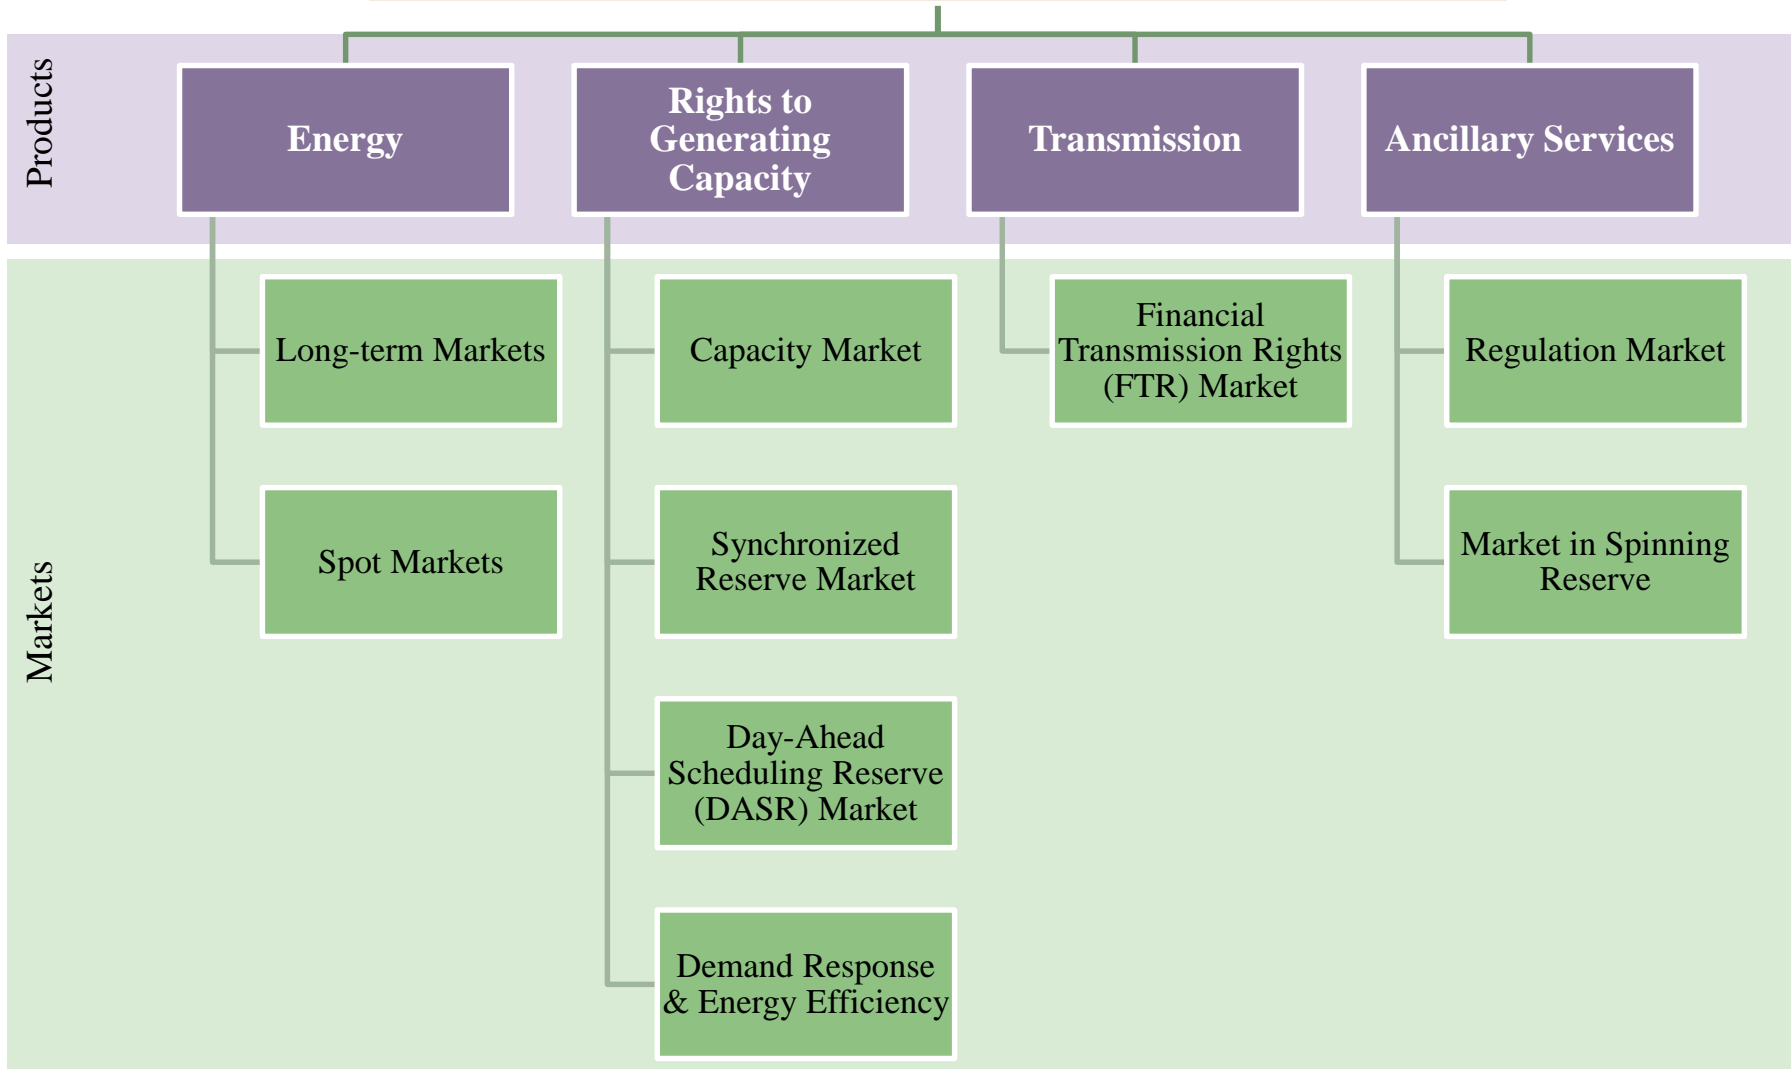 Products
Energy
Rights to
Generating
Capacity
Transmission
Ancillary Services
Markets
Long-term Markets
Capacity Market
Financial
Transmission Rights
(FTR) Market
Regulation Market
Spot Markets
Synchronized
Reserve Market
Market in Spinning
Reserve
Day-Ahead
Scheduling Reserve
(DASR) Market
Demand Response
& Energy Efficiency